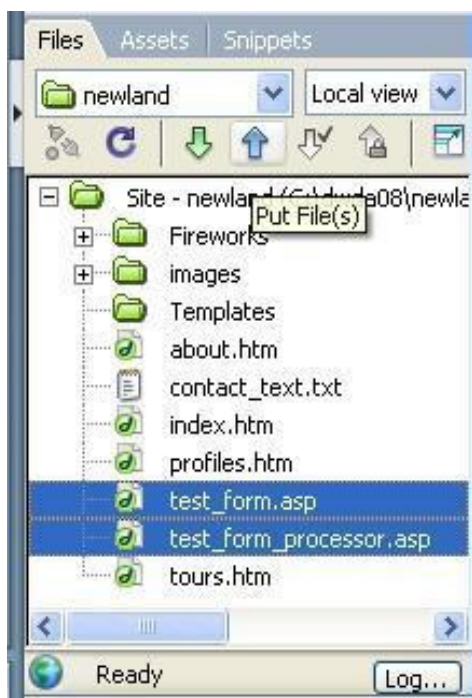 Files Assets Snippets
newland Local view
Site - newland (C:\dwda08\newla
Put File(s)
Fireworks
images
Templates
about.htm
contact_text.txt
index.htm
profiles.htm
test_form.asp
test_form_processor.asp
tours.htm
Ready Log...